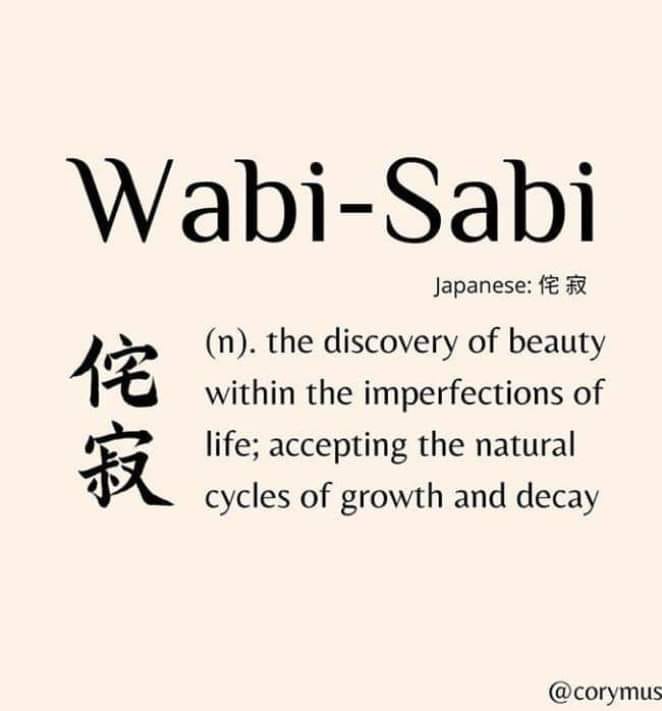 Wabi-Sabi
Japanese: 侘 寂
侘
寂
(n). the discovery of beauty
within the imperfections of
life; accepting the natural
cycles of growth and decay
@corymus